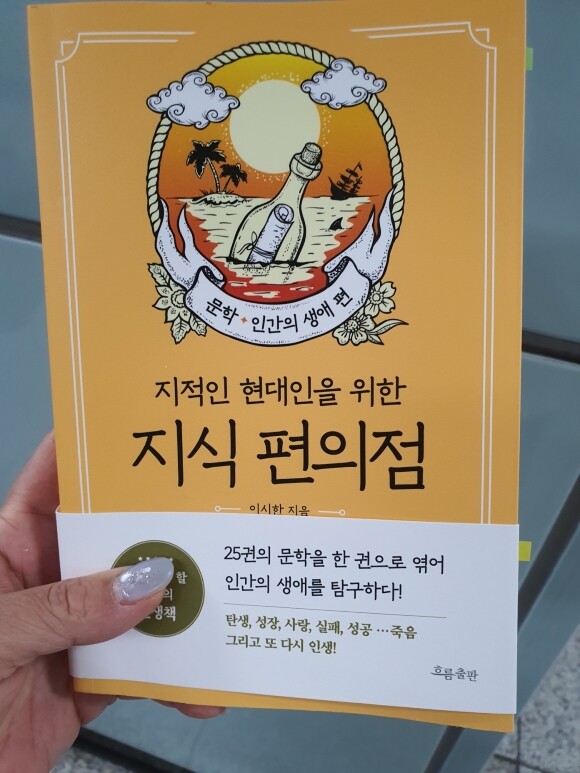 문학 ✦ 인간의 생애 편
지적인 현대인을 위한
지식 편의점
이시한 지음
25권의 문학을 한 권으로 엮어
인간의 생애를 탐구하다!
탄생, 성장, 사랑, 실패, 성공 …죽음
그리고 또 다시 인생!
할
흐름출판